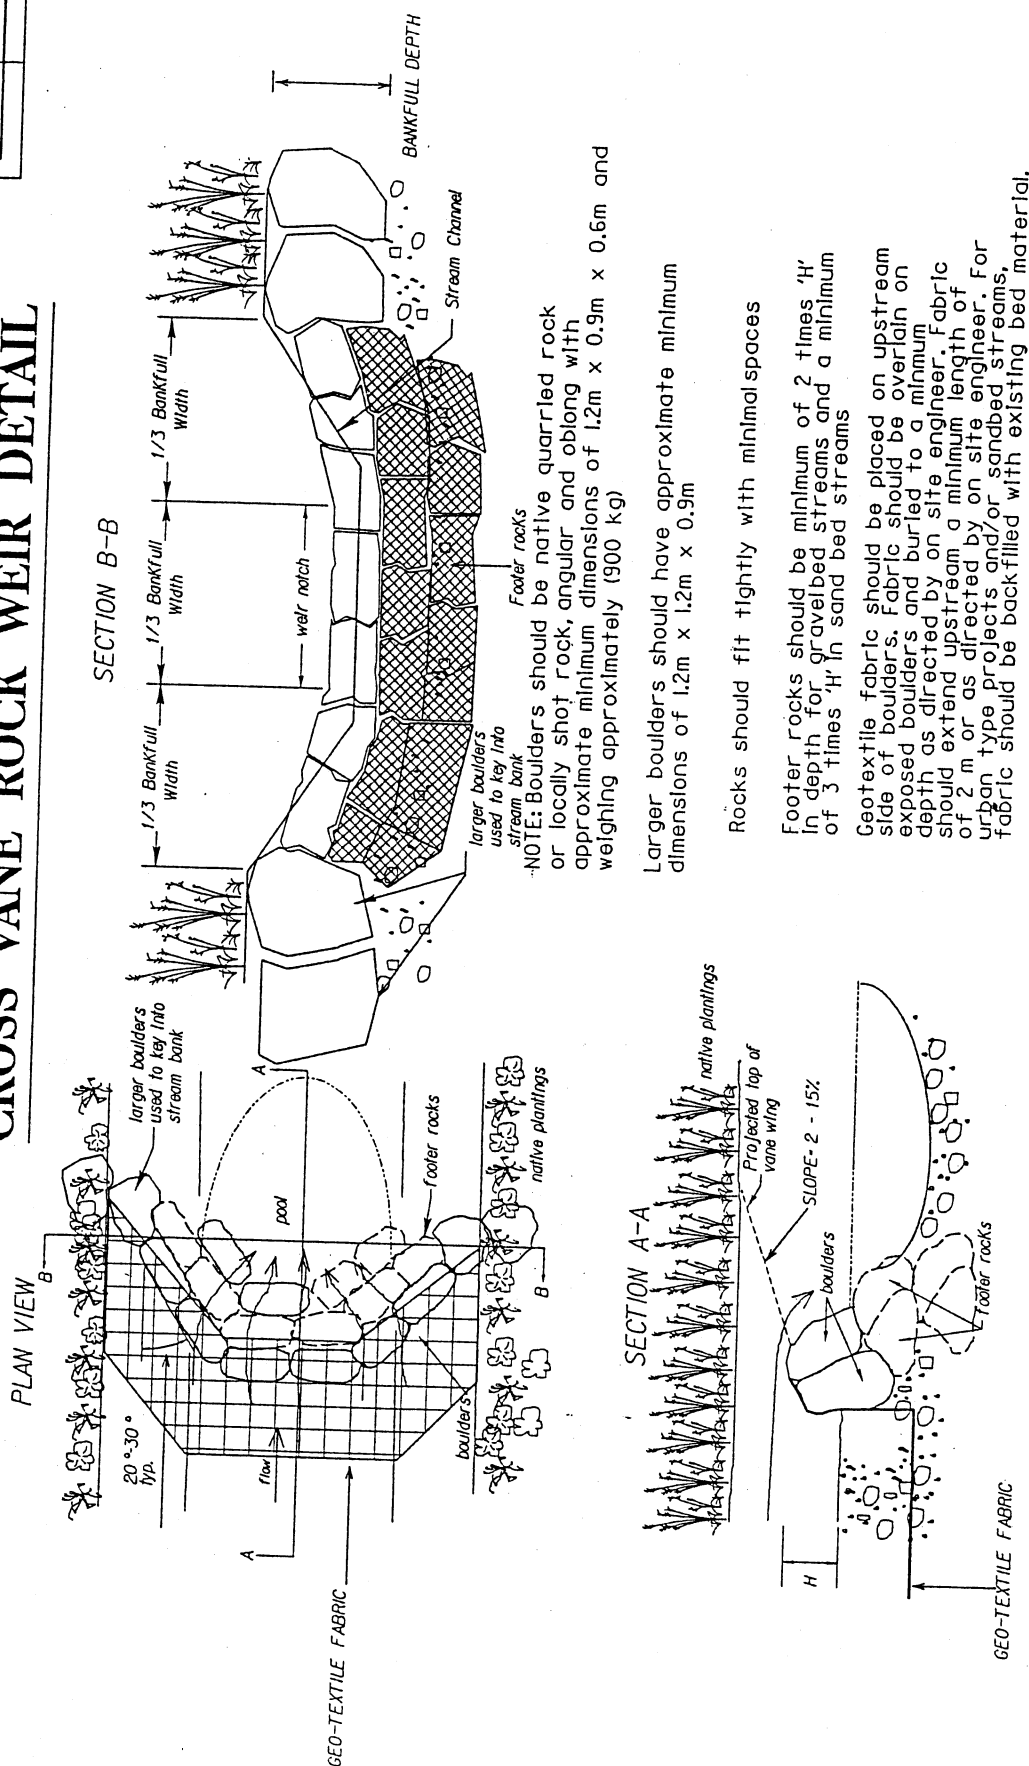 CROSS VANE ROCK WEIR DETAIL
PLAN VIEW
B
larger boulders
used to key into
stream bank
20°-30°
typ.
A
A
flow
pool
boulders
footer rocks
B
native plantings
GEO-TEXTILE FABRIC
SECTION B-B
1/3 Bankfull
Width
1/3 Bankfull
Width
1/3 Bankfull
Width
weir notch
BANKFULL DEPTH
Stream Channel
Footer rocks
larger boulders
used to key into
stream bank
NOTE: Boulders should be native quarried rock
or locally shot rock, angular and oblong with
approximate minimum dimensions of 1.2m x 0.9m x 0.6m and
weighing approximately (900 kg)
Larger boulders should have approximate minimum
dimensions of 1.2m x 1.2m x 0.9m
Rocks should fit tightly with minimal spaces
Footer rocks should be minimum of 2 times 'H'
in depth for gravelbed streams and a minimum
of 3 times 'H' in sand bed streams
Geotextile fabric should be placed on upstream
side of boulders. Fabric should be overlain on
exposed boulders and buried to a minmum
depth as directed by on site engineer. Fabric
should extend upstream a minimum length of
of 2 m or as directed by on site engineer. For
urban type projects and/or sandbed streams,
fabric should be backfilled with existing bed material.
SECTION A-A
native plantings
Projected top of
vane wing
SLOPE- 2 - 15%
boulders
H
footer rocks
GEO-TEXTILE FABRIC